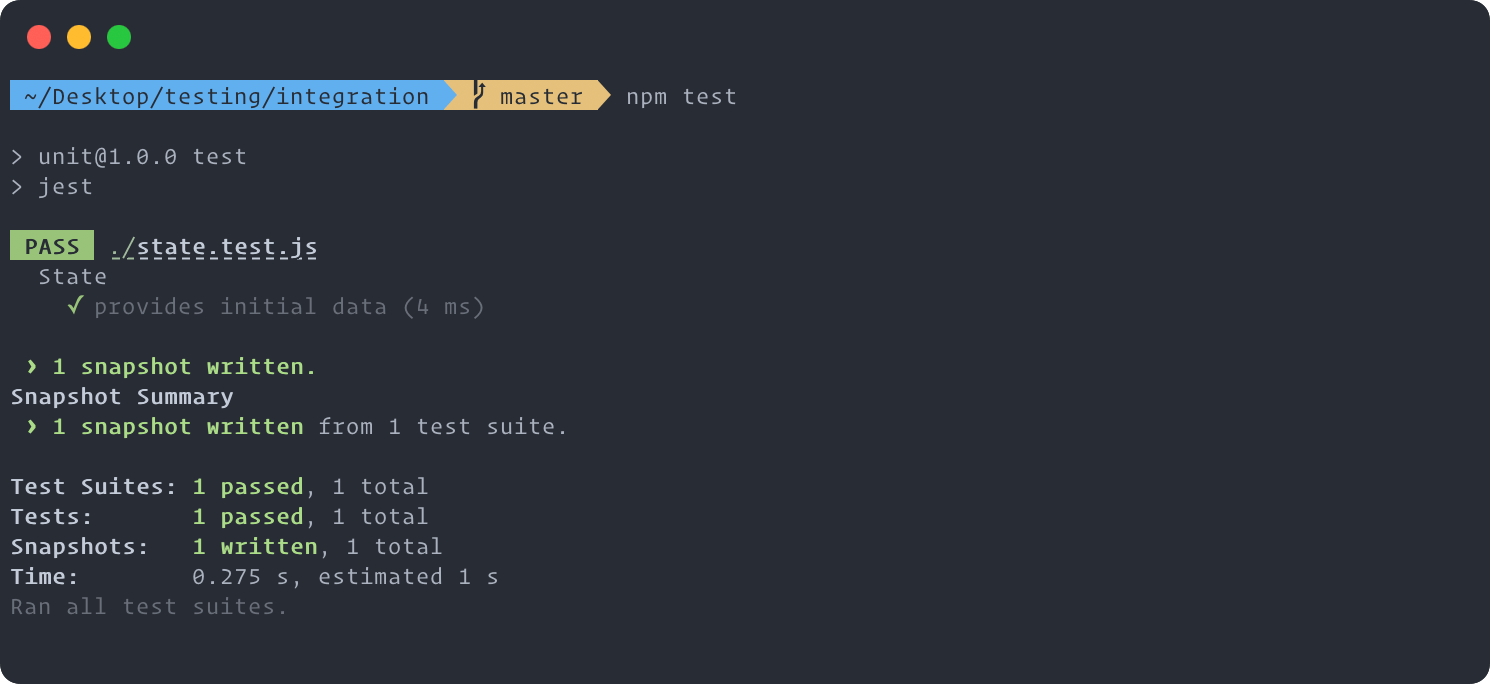 ~/Desktop/testing/integration master npm test
> unit@1.0.0 test
> jest
PASS ./state.test.js
State
✓ provides initial data (4 ms)
› 1 snapshot written.
Snapshot Summary
› 1 snapshot written from 1 test suite.
Test Suites: 1 passed, 1 total
Tests: 1 passed, 1 total
Snapshots: 1 written, 1 total
Time: 0.275 s, estimated 1 s
Ran all test suites.